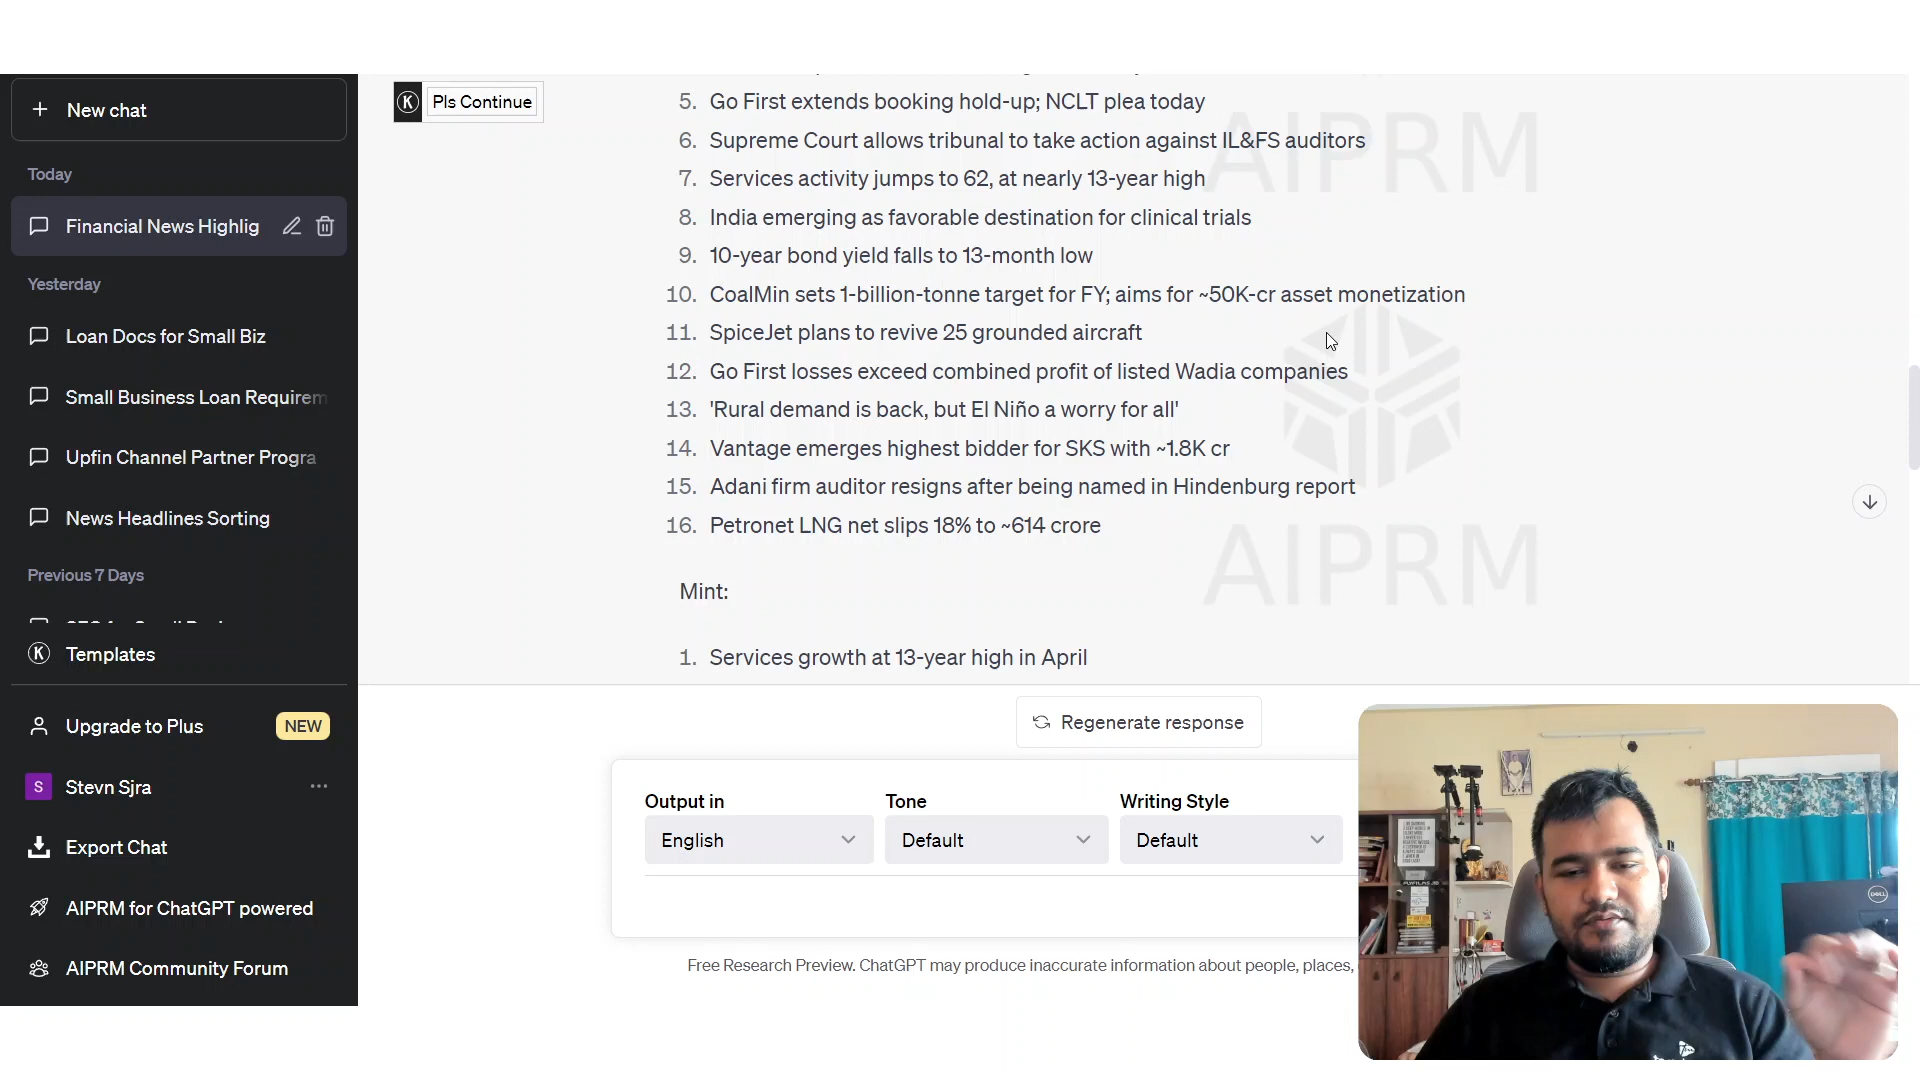 New chat
Today
Financial News Highlig
Yesterday
Loan Docs for Small Biz
Small Business Loan Requirem
Upfin Channel Partner Progra
News Headlines Sorting
Previous 7 Days
Templates
Upgrade to Plus NEW
S Stevn Sjra
Export Chat
AIPRM for ChatGPT powered
AIPRM Community Forum
K Pls Continue
5. Go First extends booking hold-up; NCLT plea today
6. Supreme Court allows tribunal to take action against IL&FS auditors
7. Services activity jumps to 62, at nearly 13-year high
8. India emerging as favorable destination for clinical trials
9. 10-year bond yield falls to 13-month low
10. CoalMin sets 1-billion-tonne target for FY; aims for ~50K-cr asset monetization
11. SpiceJet plans to revive 25 grounded aircraft
12. Go First losses exceed combined profit of listed Wadia companies
13. 'Rural demand is back, but El Niño a worry for all'
14. Vantage emerges highest bidder for SKS with ~1.8K cr
15. Adani firm auditor resigns after being named in Hindenburg report
16. Petronet LNG net slips 18% to ~614 crore
Mint:
1. Services growth at 13-year high in April
AIPRM
AIPRM
Regenerate response
Output in Tone Writing Style
English Default Default
Free Research Preview. ChatGPT may produce inaccurate information about people, places,
DELL